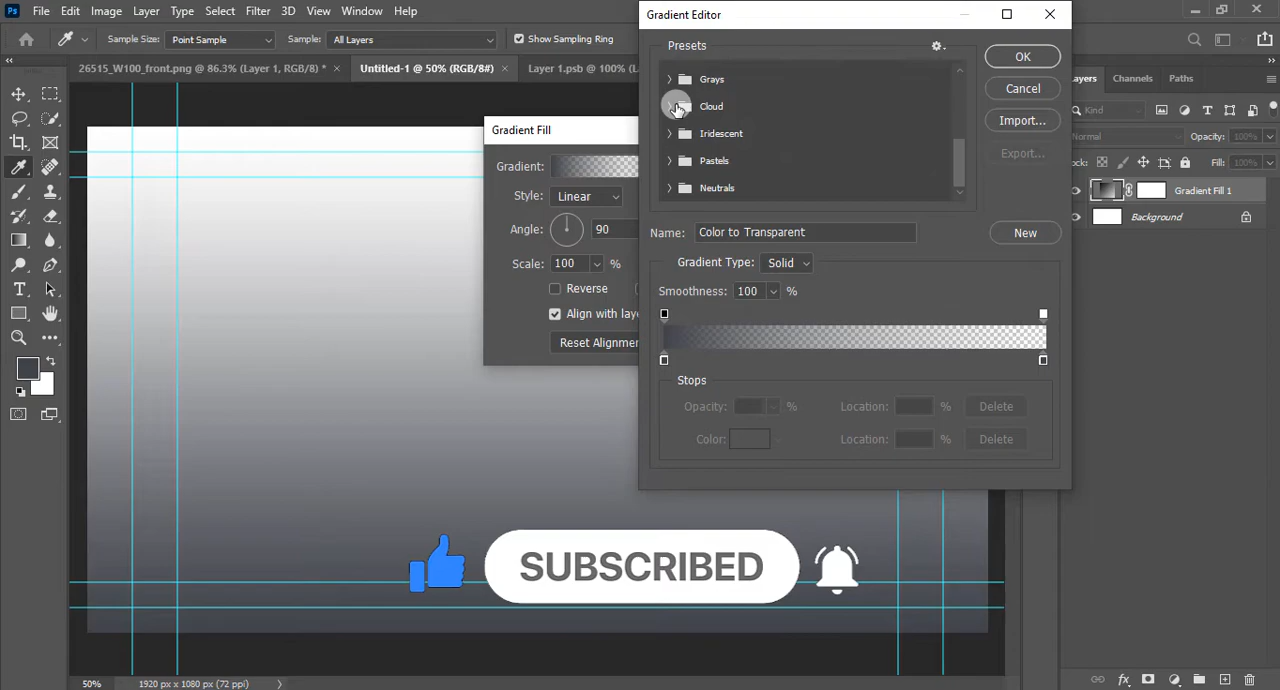 Ps File Edit Image Layer Type Select Filter 3D View Window Help
Sample Size: Point Sample Sample: All Layers Show Sampling Ring
26515_W100_front.png @ 86.3% (Layer 1, RGB/8) * × Untitled-1 @ 50% (RGB/8#) × Layer 1.psb @ 100% (L
Gradient Editor
Presets
Grays
Cloud
Iridescent
Pastels
Neutrals
OK
Cancel
Import...
Export...
Name: Color to Transparent
New
Gradient Type: Solid
Smoothness: 100 %
Stops
Opacity: % Location: % Delete
Color: Location: % Delete
Gradient Fill
Gradient:
Style: Linear
Angle: 90
Scale: 100 %
Reverse
Align with laye
Reset Alignmen
Layers Channels Paths
Kind
Normal Opacity: 100%
ock: Fill: 100%
Gradient Fill 1
Background
SUBSCRIBED
50% 1920 px x 1080 px (72 ppi)